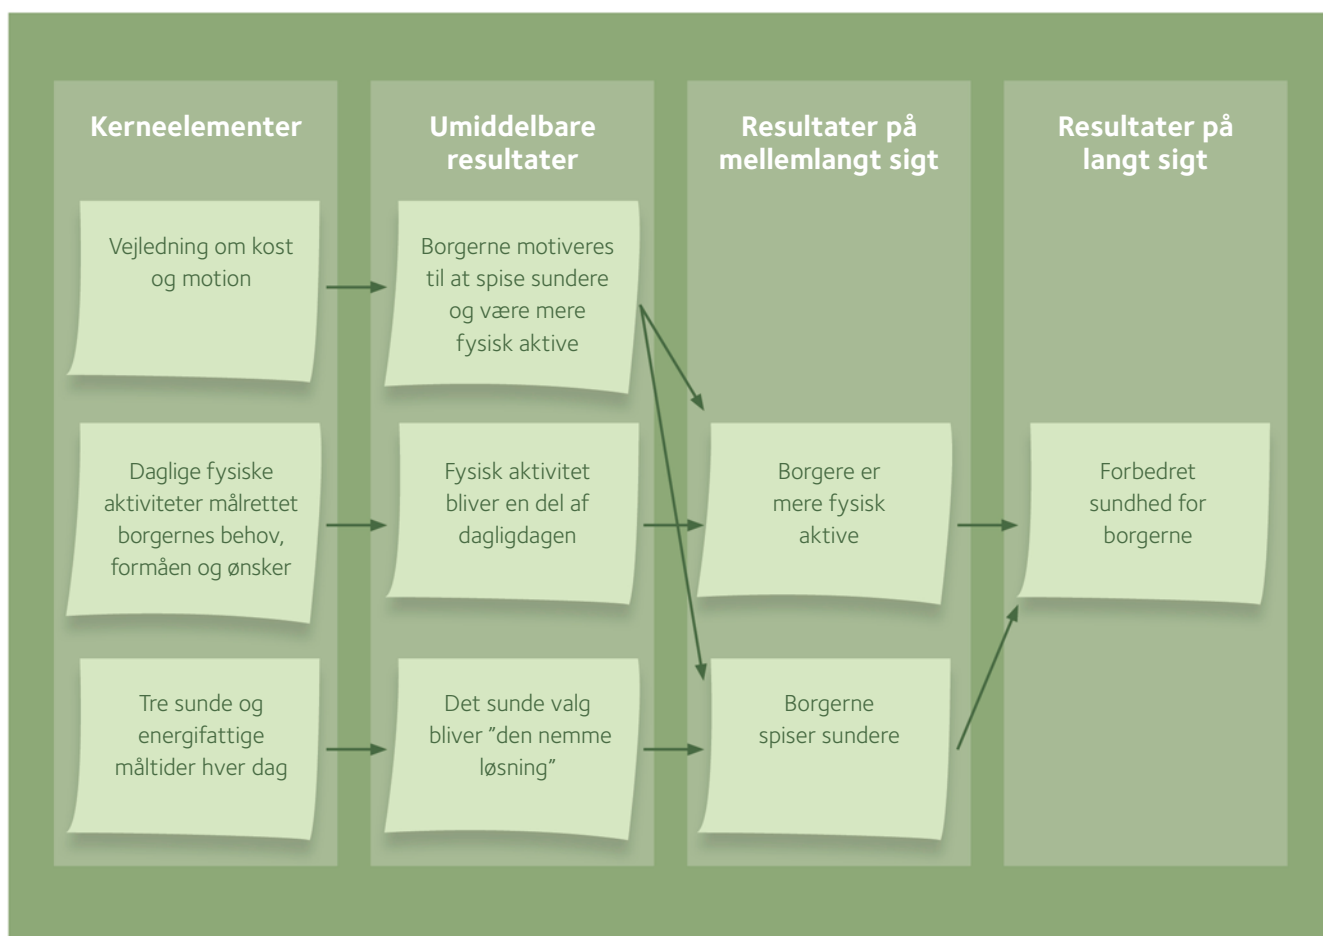 Kerneelementer
Vejledning om kost
og motion
Daglige fysiske
aktiviteter målrettet
borgernes behov,
formåen og ønsker
Tre sunde og
energifattige
måltider hver dag
Umiddelbare
resultater
Borgerne motiveres
til at spise sundere
og være mere
fysisk aktive
Fysisk aktivitet
bliver en del af
dagligdagen
Det sunde valg
bliver ”den nemme
løsning”
Resultater på
mellemlangt sigt
Borgere er
mere fysisk
aktive
Borgerne
spiser sundere
Resultater på
langt sigt
Forbedret
sundhed for
borgerne